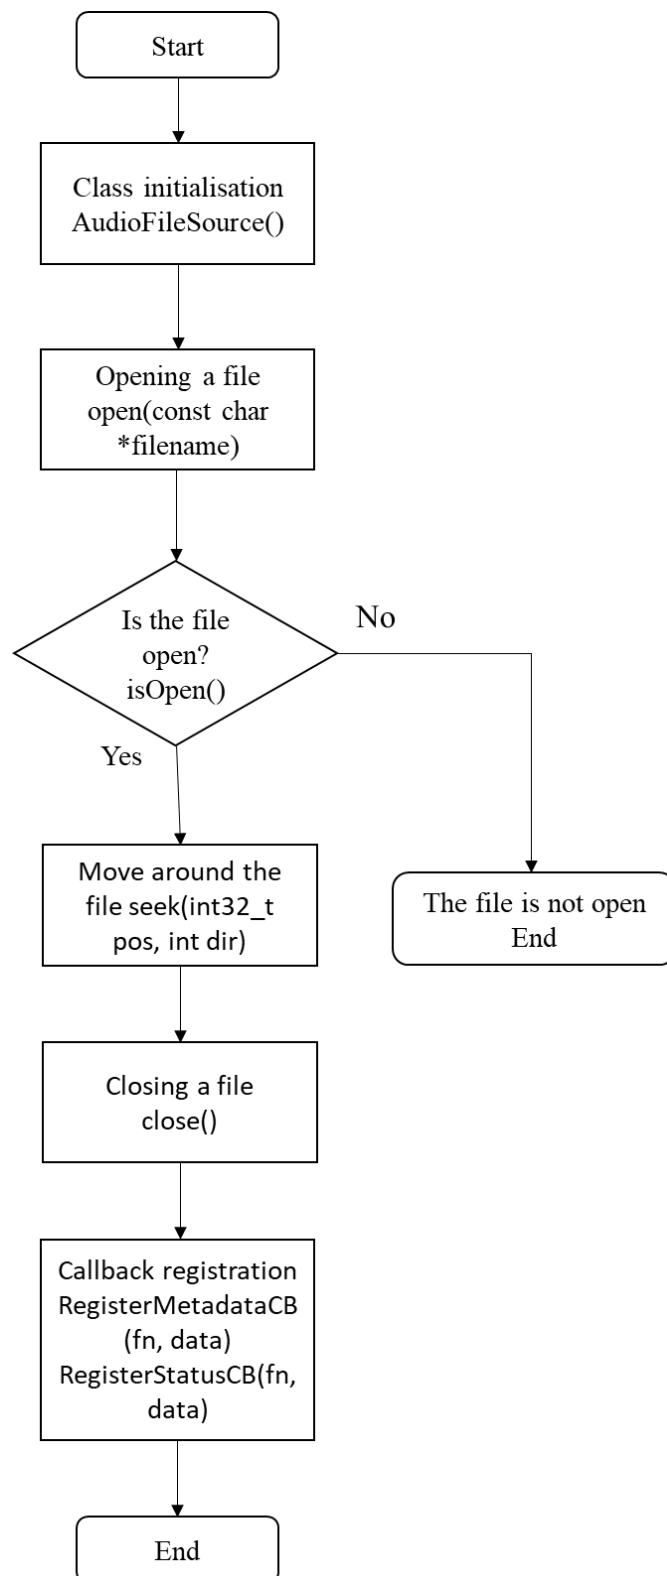 Start
Class initialisation
AudioFileSource()
Opening a file
open(const char
*filename)
Is the file
open?
isOpen()
No
Yes
Move around the
file seek(int32_t
pos, int dir)
The file is not open
End
Closing a file
close()
Callback registration
RegisterMetadataCB
(fn, data)
RegisterStatusCB(fn,
data)
End